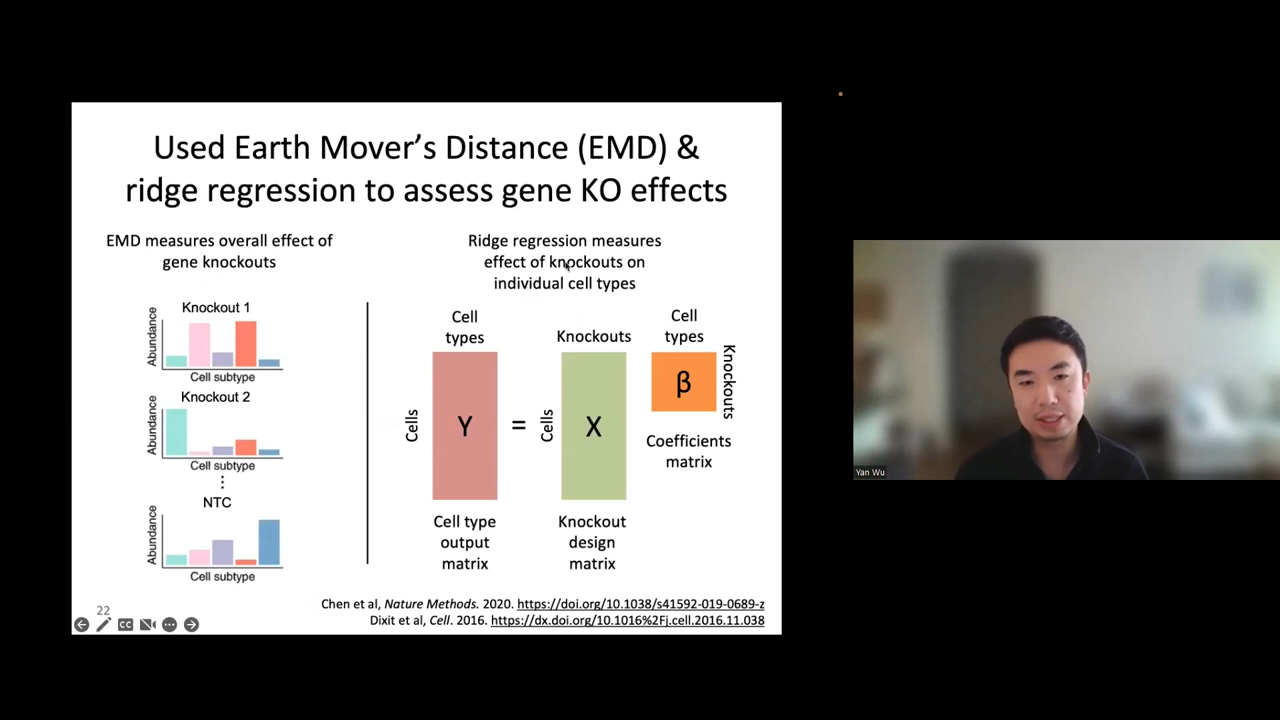 Used Earth Mover’s Distance (EMD) &
ridge regression to assess gene KO effects
EMD measures overall effect of
gene knockouts
Knockout 1
Abundance
Cell subtype
Knockout 2
Abundance
Cell subtype
NTC
Abundance
Cell subtype
Ridge regression measures
effect of knockouts on
individual cell types
Cell
types
Cells
Y
Cell type
output
matrix
=
Knockouts
Cells
X
Knockout
design
matrix
Cell
types
β
Knockouts
Coefficients
matrix
Chen et al, Nature Methods. 2020. https://doi.org/10.1038/s41592-019-0689-z
Dixit et al, Cell. 2016. https://dx.doi.org/10.1016%2Fj.cell.2016.11.038
22
CC
Yan Wu